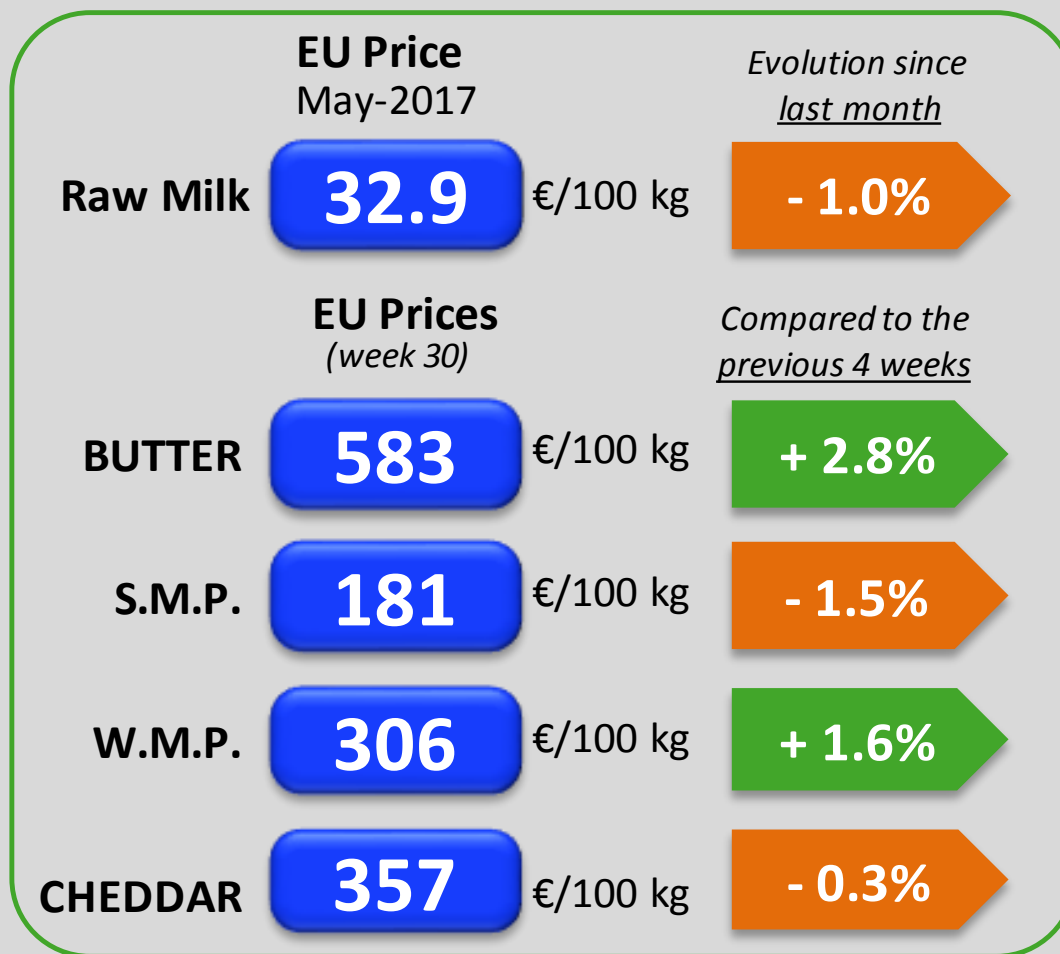 EU Price
May-2017
Evolution since
last month
Raw Milk 32.9 €/100 kg - 1.0%
EU Prices
(week 30)
Compared to the
previous 4 weeks
BUTTER 583 €/100 kg + 2.8%
S.M.P. 181 €/100 kg - 1.5%
W.M.P. 306 €/100 kg + 1.6%
CHEDDAR 357 €/100 kg - 0.3%